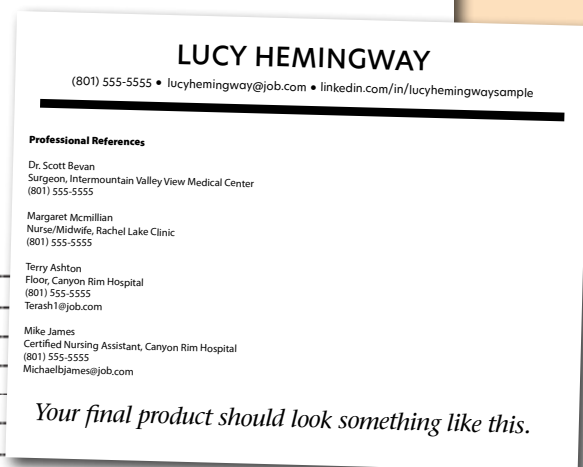 LUCY HEMINGWAY
(801) 555-5555 • lucyhemingway@job.com • linkedin.com/in/lucyhemingwaysample
Professional References
Dr. Scott Bevan
Surgeon, Intermountain Valley View Medical Center
(801) 555-5555
Margaret Mcmillian
Nurse/Midwife, Rachel Lake Clinic
(801) 555-5555
Terry Ashton
Floor, Canyon Rim Hospital
(801) 555-5555
Terash1@job.com
Mike James
Certified Nursing Assistant, Canyon Rim Hospital
(801) 555-5555
Michaelbjames@job.com
Your final product should look something like this.